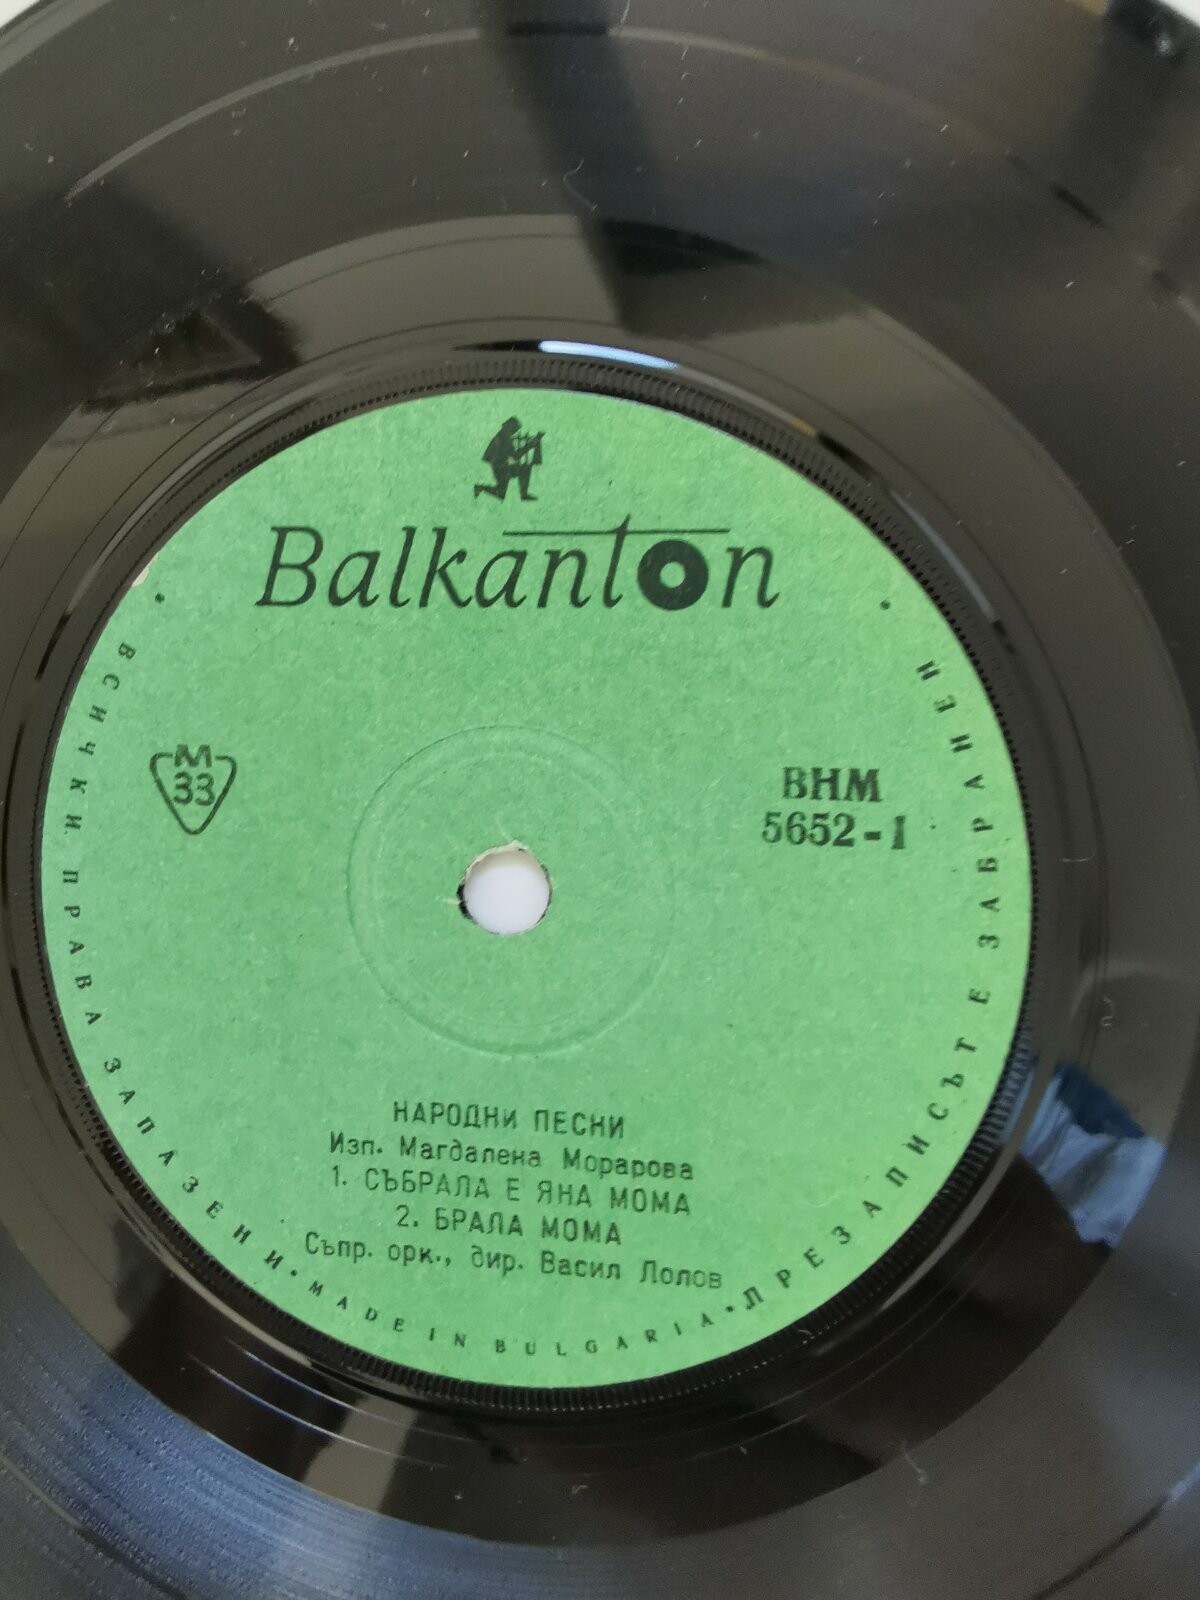 Balkanton
M
33
ВНМ
5652-1
НАРОДНИ ПЕСНИ
Изп. Магдалена Морарова
1. СЪБРАЛА Е ЯНА МОМА
2. БРАЛА МОМА
Съпр. орк., дир. Васил Лолов
• ВСИЧКИ ПРАВА ЗАПАЗЕНИ • MADE IN BULGARIA • ПРЕЗАПИСЪТ Е ЗАБРАНЕН •